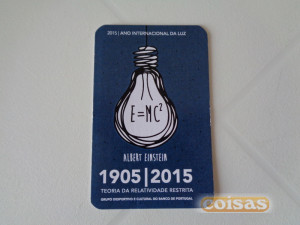 2015 | ANO INTERNACIONAL DA LUZ
E=MC²
ALBERT EINSTEIN
1905|2015
TEORIA DA RELATIVIDADE RESTRITA
GRUPO DESPORTIVO E CULTURAL DO BANCO DE PORTUGAL
coisas